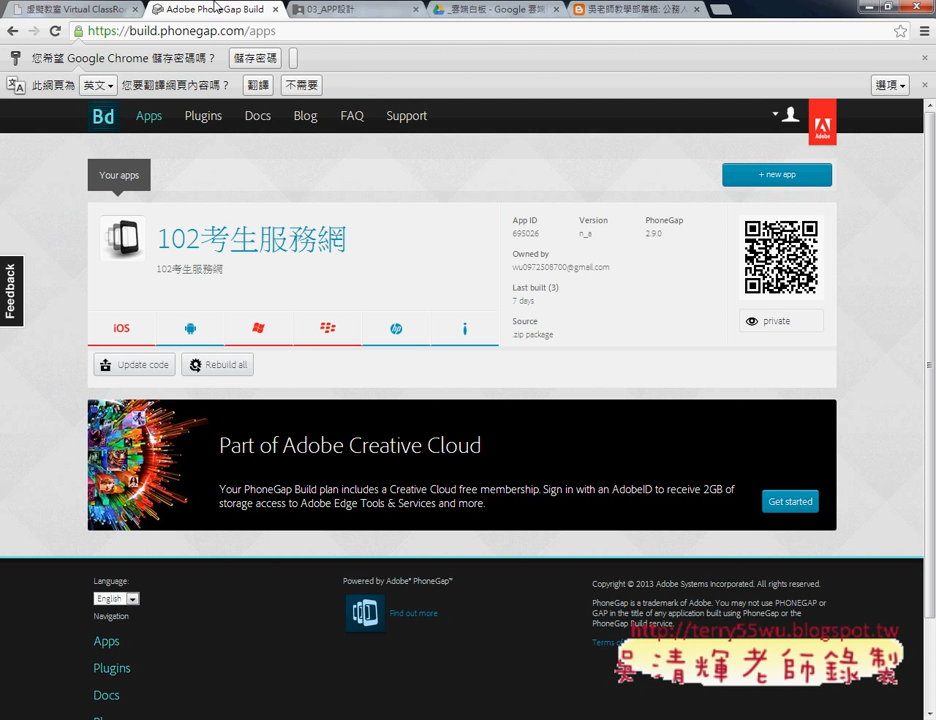 虛擬教室 Virtual ClassRo
Adobe PhoneGap Build
03_APP設計
_雲端白板 - Google 雲端
吳老師教學部落格: 公務人
https://build.phonegap.com/apps
您希望 Google Chrome 儲存密碼嗎？ 儲存密碼
此網頁為 英文 您要翻譯網頁內容嗎？ 翻譯 不需要 選項
Bd Apps Plugins Docs Blog FAQ Support
Adobe
Your apps
+ new app
102考生服務網
102考生服務網
App ID Version PhoneGap
695026 n_a 2.9.0
Owned by
wu0972508700@gmail.com
Last built (3)
7 days
Source
.zip package
private
iOS
hp
Update code Rebuild all
Feedback
Part of Adobe Creative Cloud
Your PhoneGap Build plan includes a Creative Cloud free membership. Sign in with an AdobeID to receive 2GB of
storage access to Adobe Edge Tools & Services and more.
Get started
Language:
English
Navigation
Apps
Plugins
Docs
Powered by Adobe® PhoneGap™
Find out more
Copyright © 2013 Adobe Systems Incorporated. All rights reserved.
PhoneGap is a trademark of Adobe. You may not use PHONEGAP or
GAP in the title of any application built using PhoneGap or the
PhoneGap Build service.
Terms
http://terry55wu.blogspot.tw
吳清輝老師錄製